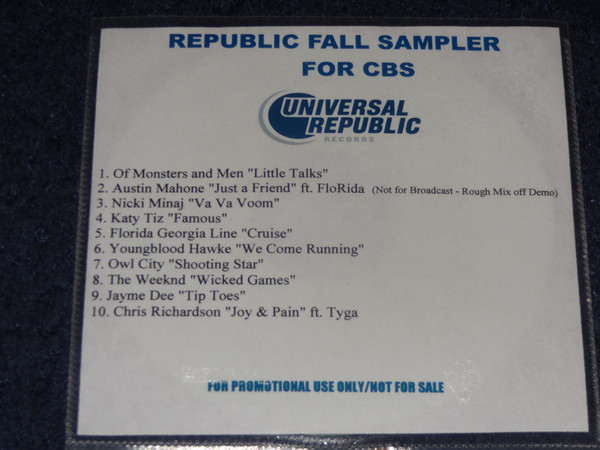 REPUBLIC FALL SAMPLER
FOR CBS
UNIVERSAL
REPUBLIC
RECORDS
1. Of Monsters and Men "Little Talks"
2. Austin Mahone "Just a Friend" ft. FloRida (Not for Broadcast - Rough Mix off Demo)
3. Nicki Minaj "Va Va Voom"
4. Katy Tiz "Famous"
5. Florida Georgia Line "Cruise"
6. Youngblood Hawke "We Come Running"
7. Owl City "Shooting Star"
8. The Weeknd "Wicked Games"
9. Jayme Dee "Tip Toes"
10. Chris Richardson "Joy & Pain" ft. Tyga
FOR PROMOTIONAL USE ONLY/NOT FOR SALE